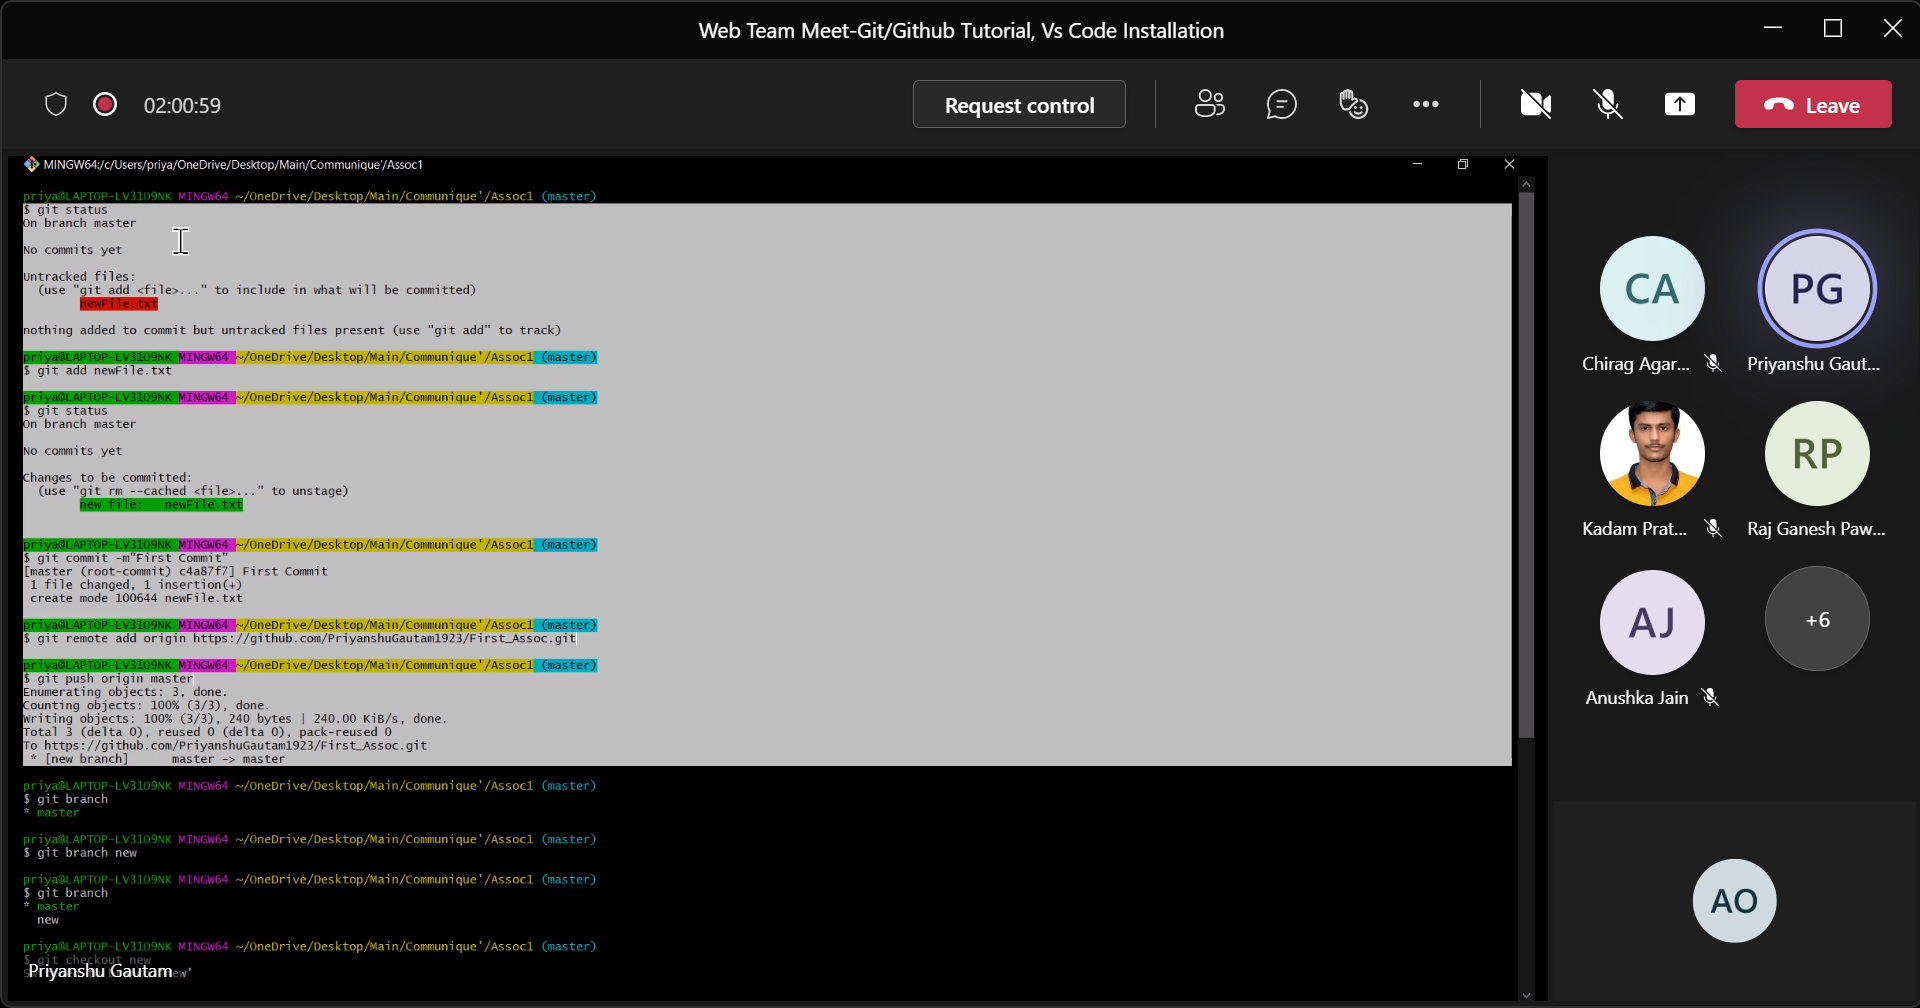 Web Team Meet-Git/Github Tutorial, Vs Code Installation
02:00:59
Request control
Leave
MINGW64:/c/Users/priya/OneDrive/Desktop/Main/Communique'/Assoc1
priya@LAPTOP-LV31O9NK MINGW64 ~/OneDrive/Desktop/Main/Communique'/Assoc1 (master)
$ git status
On branch master
No commits yet
Untracked files:
(use "git add <file>..." to include in what will be committed)
newFile.txt
nothing added to commit but untracked files present (use "git add" to track)
priya@LAPTOP-LV31O9NK MINGW64 ~/OneDrive/Desktop/Main/Communique'/Assoc1 (master)
$ git add newFile.txt
priya@LAPTOP-LV31O9NK MINGW64 ~/OneDrive/Desktop/Main/Communique'/Assoc1 (master)
$ git status
On branch master
No commits yet
Changes to be committed:
(use "git rm --cached <file>..." to unstage)
new file:   newFile.txt
priya@LAPTOP-LV31O9NK MINGW64 ~/OneDrive/Desktop/Main/Communique'/Assoc1 (master)
$ git commit -m"First Commit"
[master (root-commit) c4a87f7] First Commit
1 file changed, 1 insertion(+)
create mode 100644 newFile.txt
priya@LAPTOP-LV31O9NK MINGW64 ~/OneDrive/Desktop/Main/Communique'/Assoc1 (master)
$ git remote add origin https://github.com/PriyanshuGautam1923/First_Assoc.git
priya@LAPTOP-LV31O9NK MINGW64 ~/OneDrive/Desktop/Main/Communique'/Assoc1 (master)
$ git push origin master
Enumerating objects: 3, done.
Counting objects: 100% (3/3), done.
Writing objects: 100% (3/3), 240 bytes | 240.00 KiB/s, done.
Total 3 (delta 0), reused 0 (delta 0), pack-reused 0
To https://github.com/PriyanshuGautam1923/First_Assoc.git
* [new branch]      master -> master
priya@LAPTOP-LV31O9NK MINGW64 ~/OneDrive/Desktop/Main/Communique'/Assoc1 (master)
$ git branch
* master
priya@LAPTOP-LV31O9NK MINGW64 ~/OneDrive/Desktop/Main/Communique'/Assoc1 (master)
$ git branch new
priya@LAPTOP-LV31O9NK MINGW64 ~/OneDrive/Desktop/Main/Communique'/Assoc1 (master)
$ git branch
* master
new
priya@LAPTOP-LV31O9NK MINGW64 ~/OneDrive/Desktop/Main/Communique'/Assoc1 (master)
$ git checkout new
Priyanshu Gautam
CA
PG
Chirag Agar...
Priyanshu Gaut...
RP
Kadam Prat...
Raj Ganesh Paw...
AJ
+6
Anushka Jain
AO